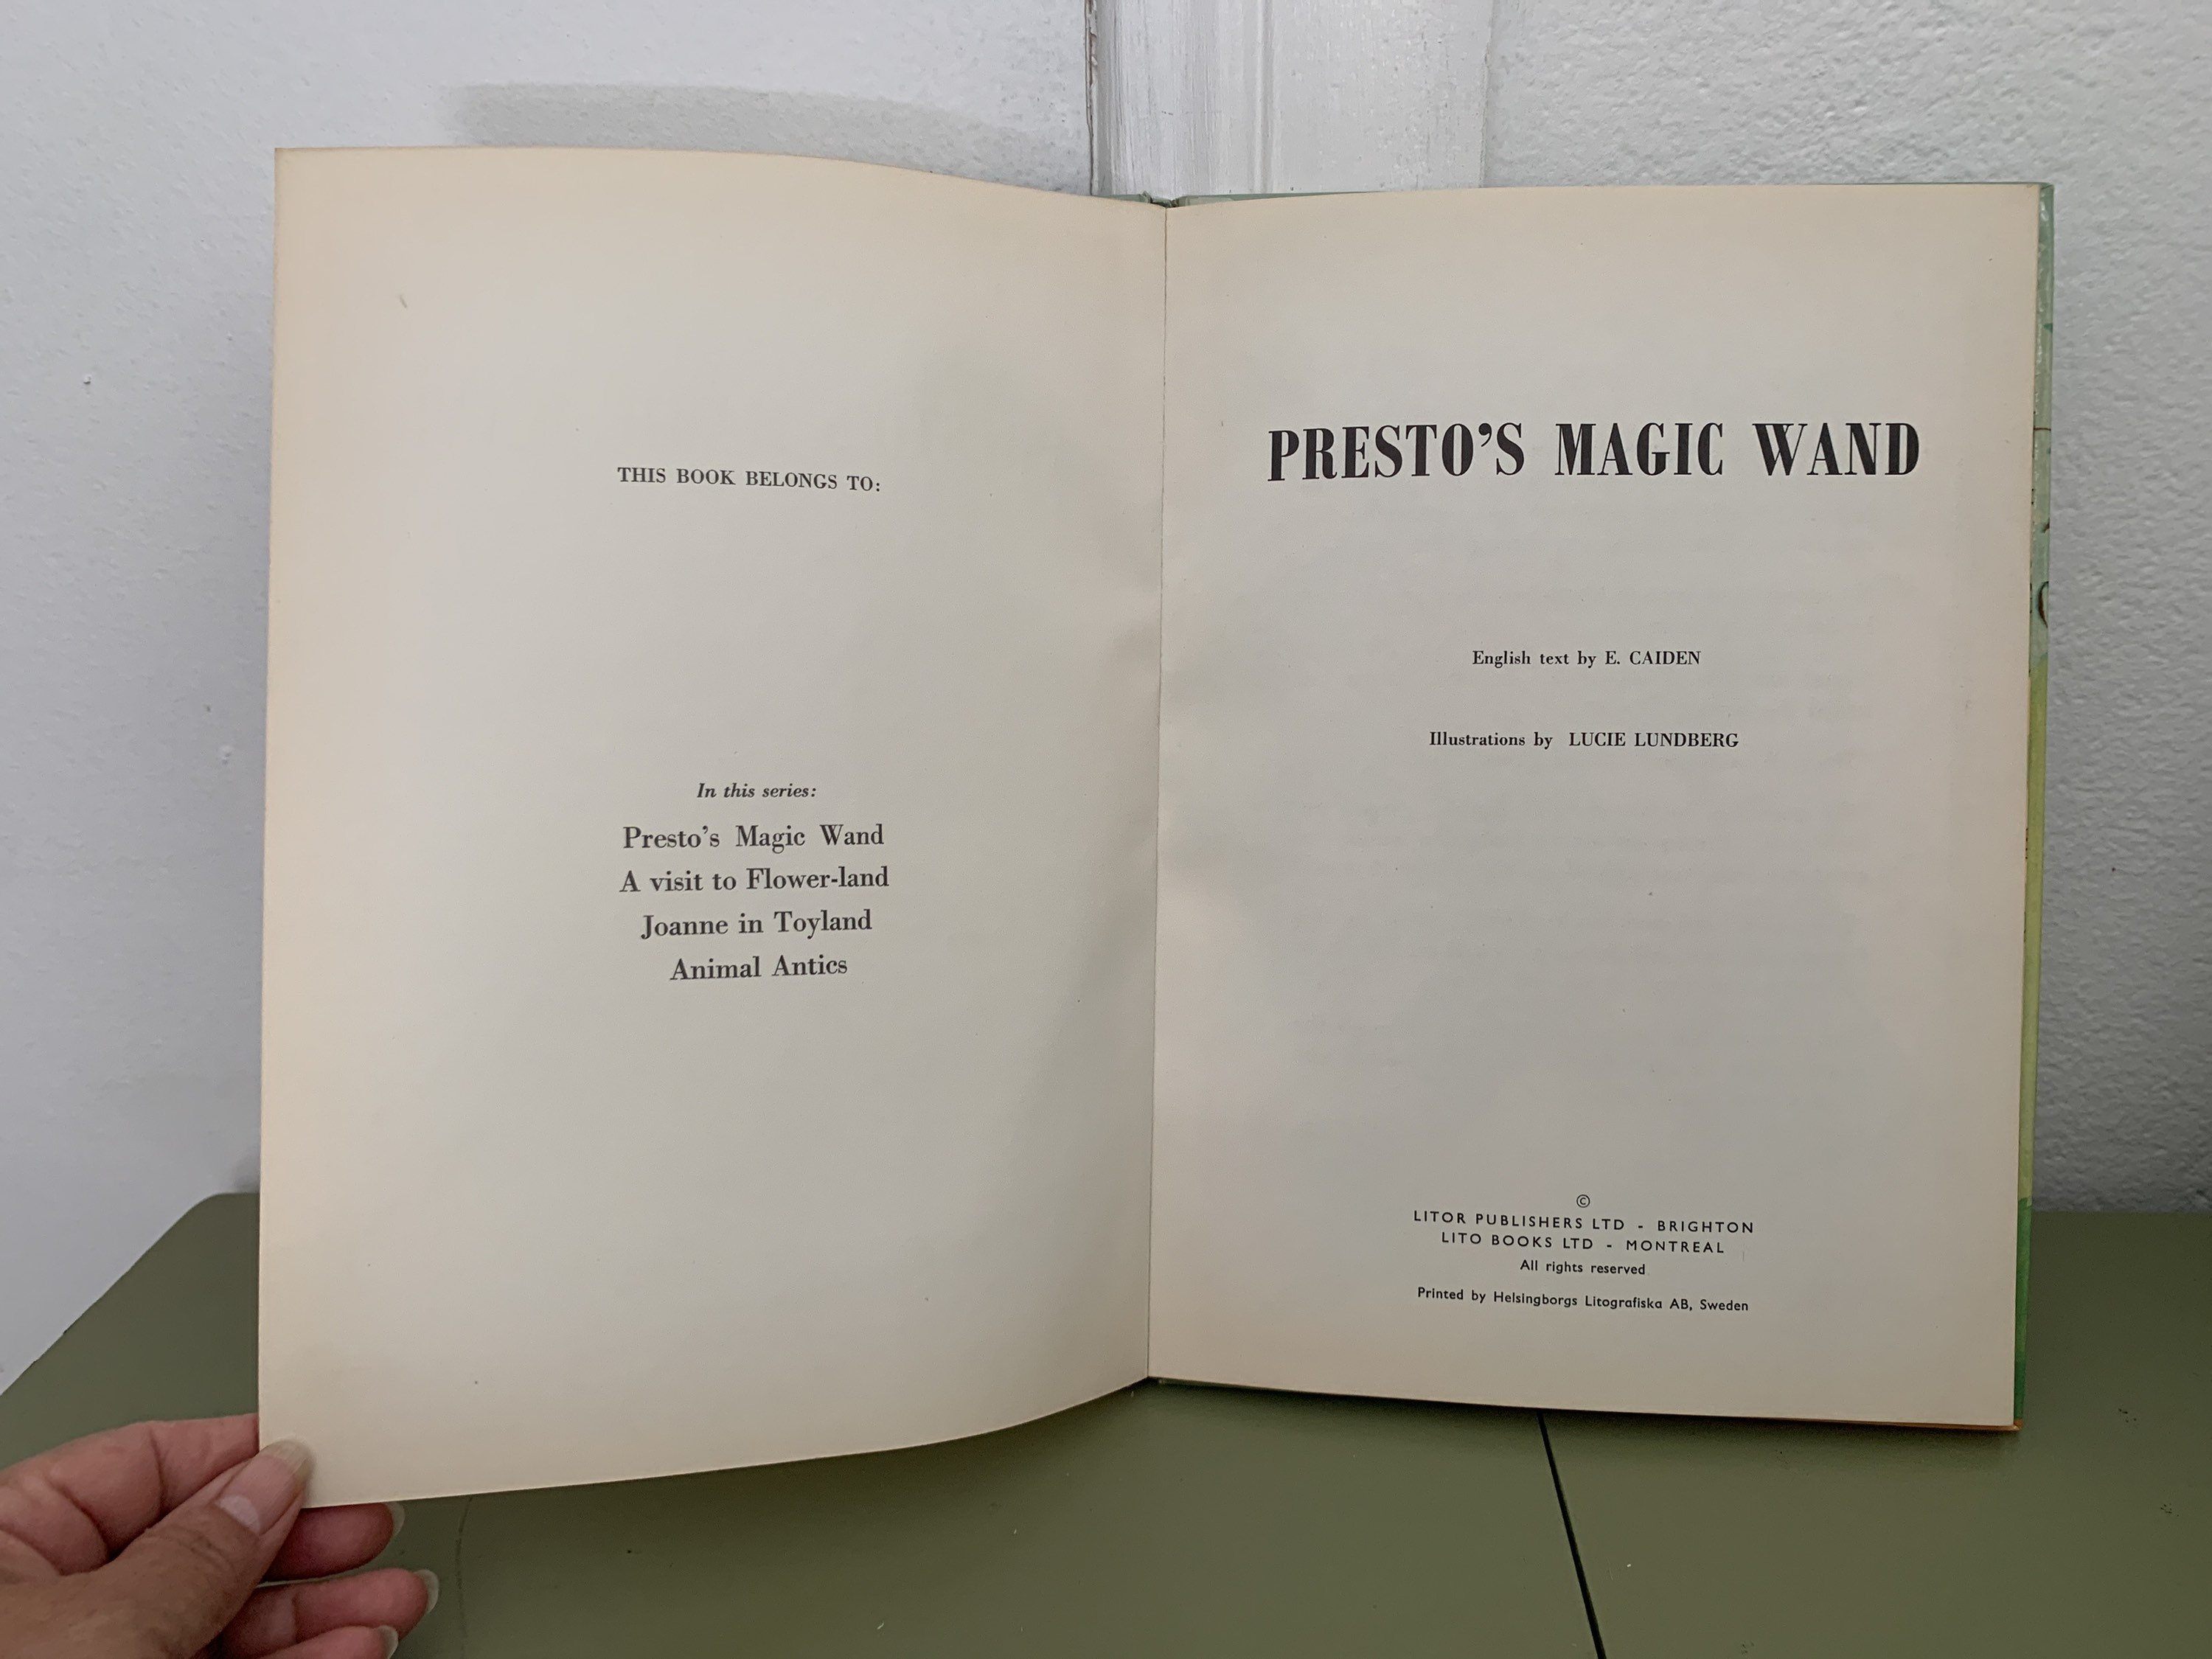 THIS BOOK BELONGS TO:
In this series:
Presto's Magic Wand
A visit to Flower-land
Joanne in Toyland
Animal Antics
PRESTO'S MAGIC WAND
English text by E. CAIDEN
Illustrations by LUCIE LUNDBERG
©
LITOR PUBLISHERS LTD - BRIGHTON
LITO BOOKS LTD - MONTREAL
All rights reserved
Printed by Helsingborgs Litografiska AB, Sweden